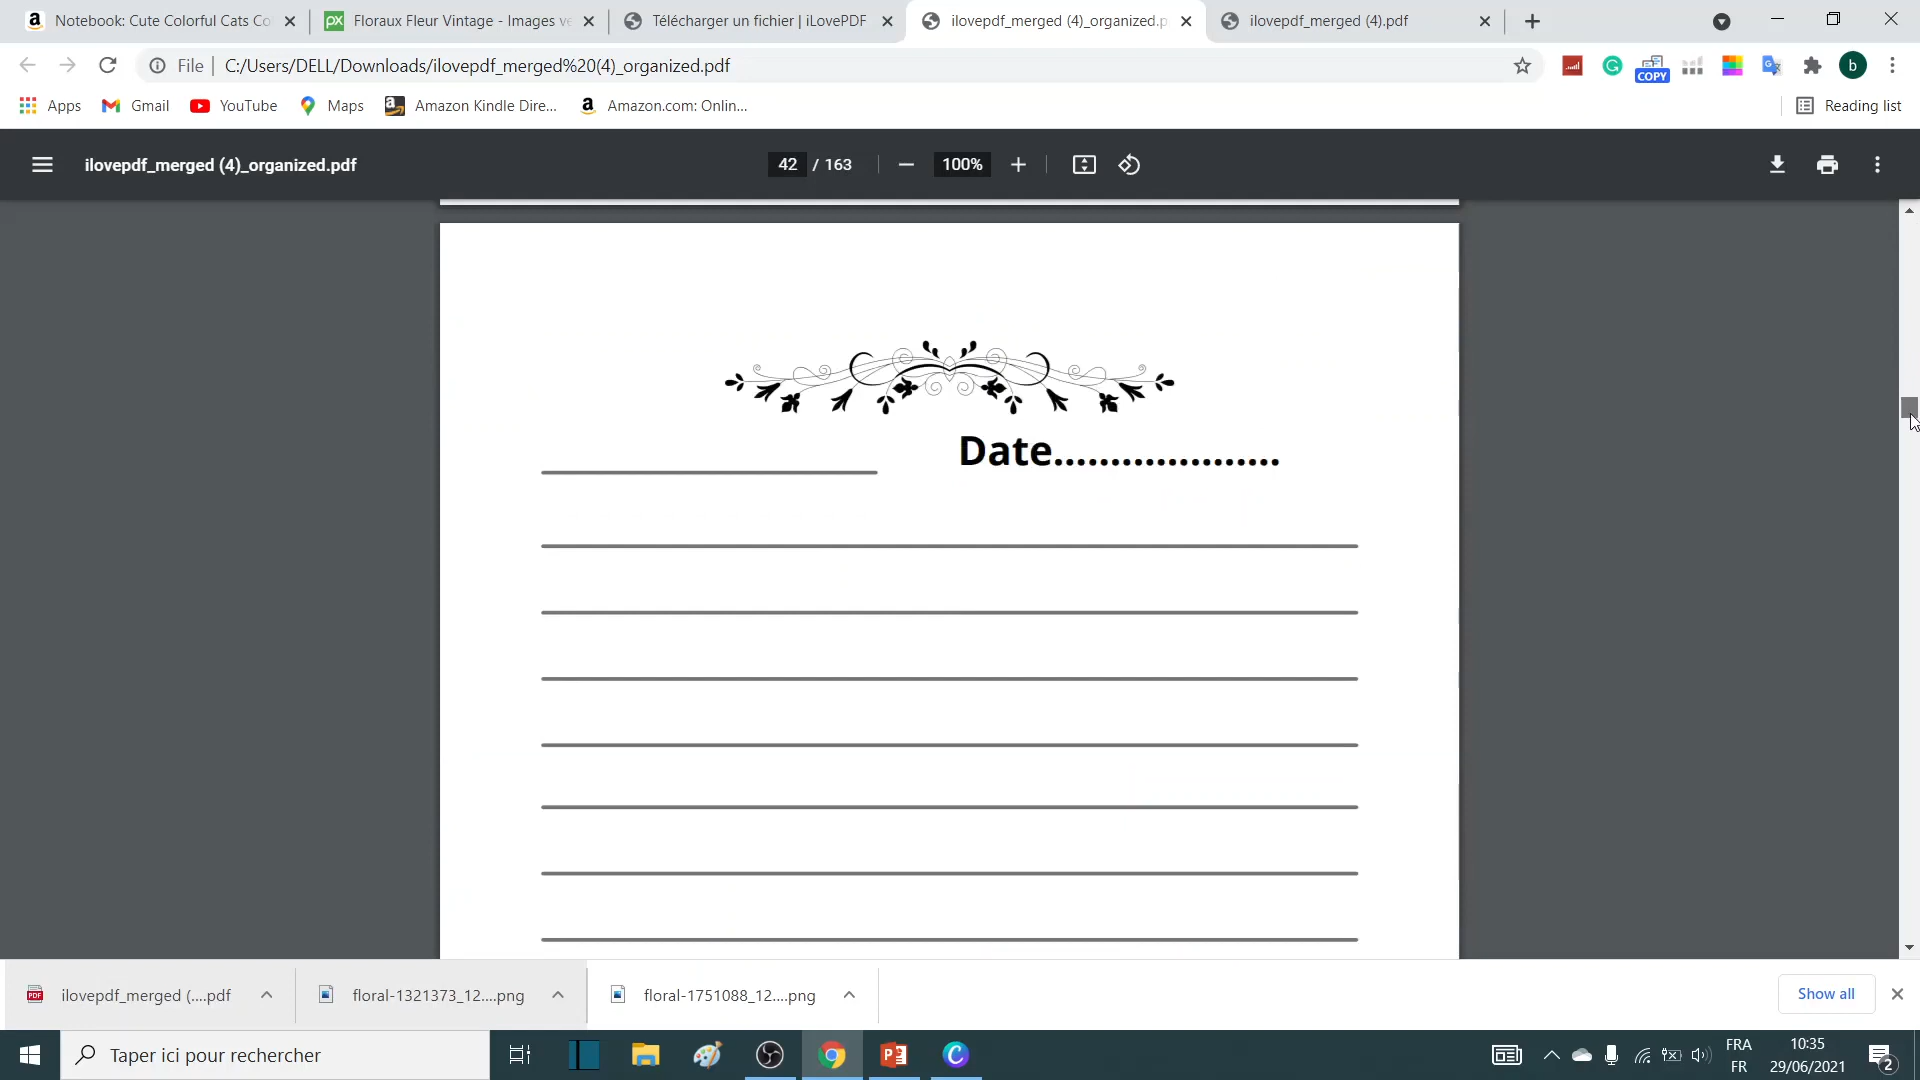 Notebook: Cute Colorful Cats Co
Floraux Fleur Vintage - Images ve
Télécharger un fichier | iLovePDF
ilovepdf_merged (4)_organized.p
ilovepdf_merged (4).pdf
File
C:/Users/DELL/Downloads/ilovepdf_merged%20(4)_organized.pdf
COPY
b
Apps
Gmail
YouTube
Maps
Amazon Kindle Dire...
Amazon.com: Onlin...
Reading list
ilovepdf_merged (4)_organized.pdf
42 / 163
100%
Date....................
ilovepdf_merged (....pdf
floral-1321373_12....png
floral-1751088_12....png
Show all
Taper ici pour rechercher
FRA
FR
10:35
29/06/2021
2